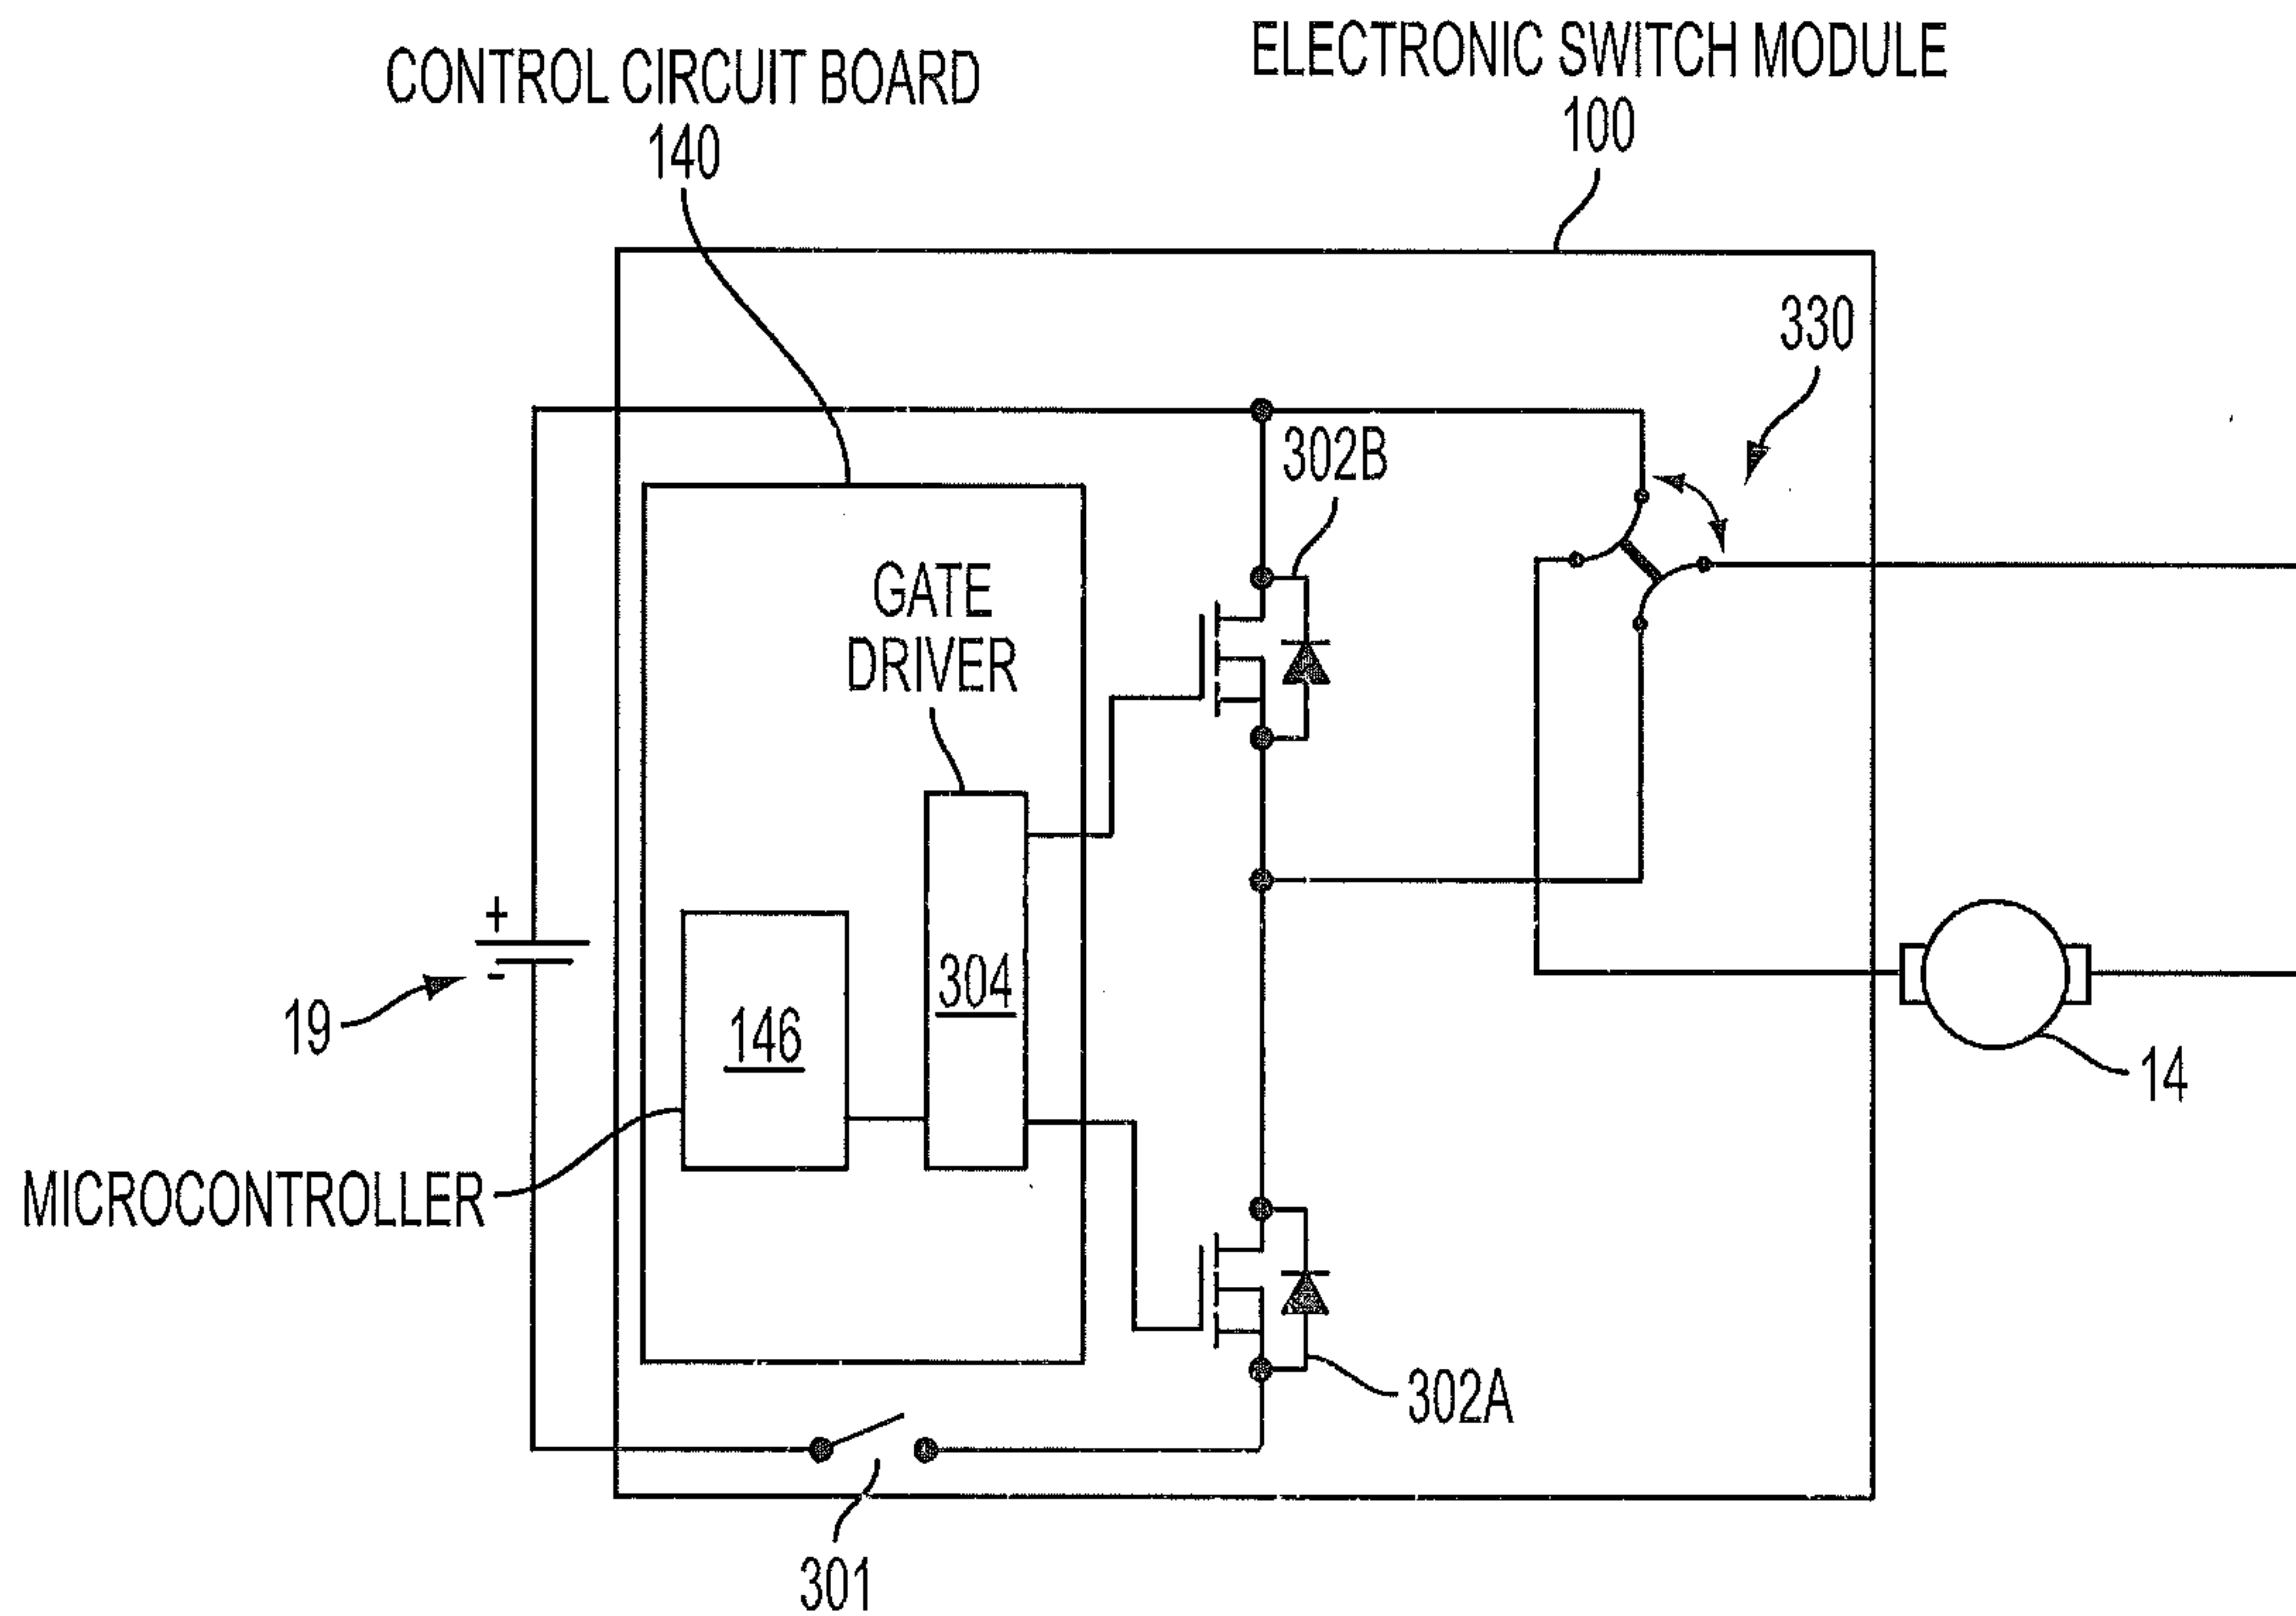 CONTROL CIRCUIT BOARD
140
ELECTRONIC SWITCH MODULE
100
330
302B
GATE
DRIVER
+
-
304
146
19
14
MICROCONTROLLER
302A
301